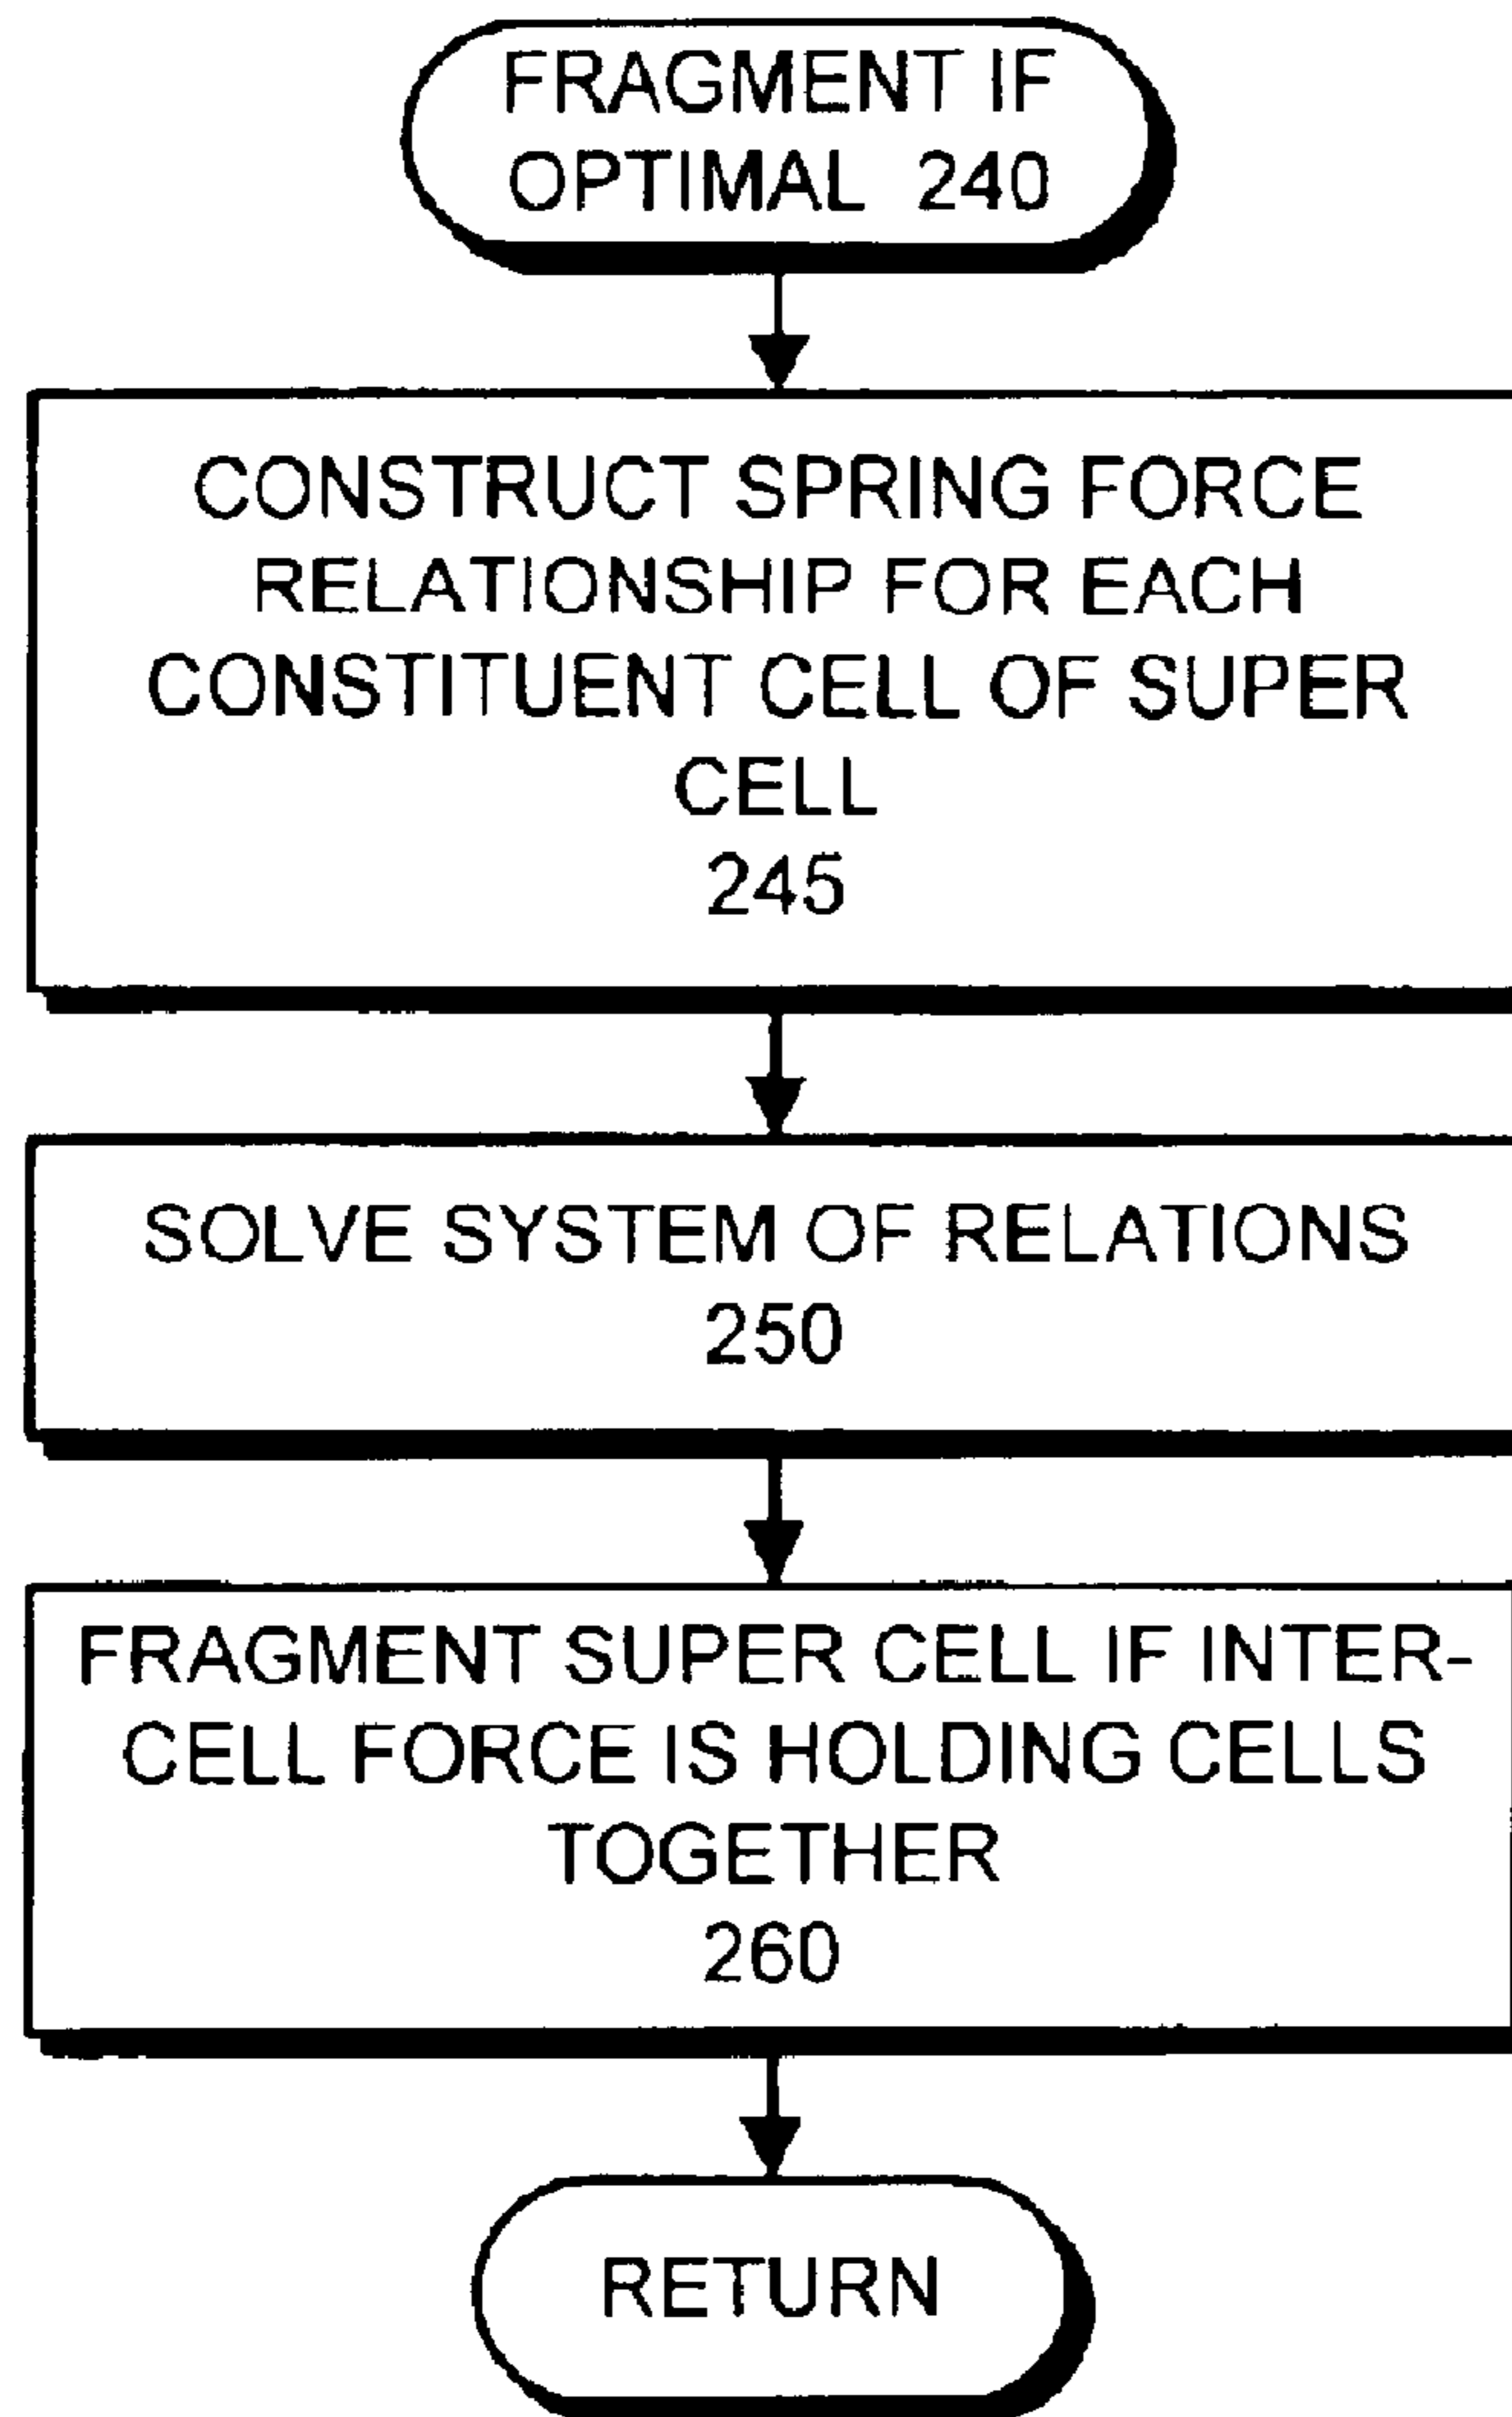 FRAGMENT IF
OPTIMAL 240
CONSTRUCT SPRING FORCE
RELATIONSHIP FOR EACH
CONSTITUENT CELL OF SUPER
CELL
245
SOLVE SYSTEM OF RELATIONS
250
FRAGMENT SUPER CELL IF INTER-
CELL FORCE IS HOLDING CELLS
TOGETHER
260
RETURN